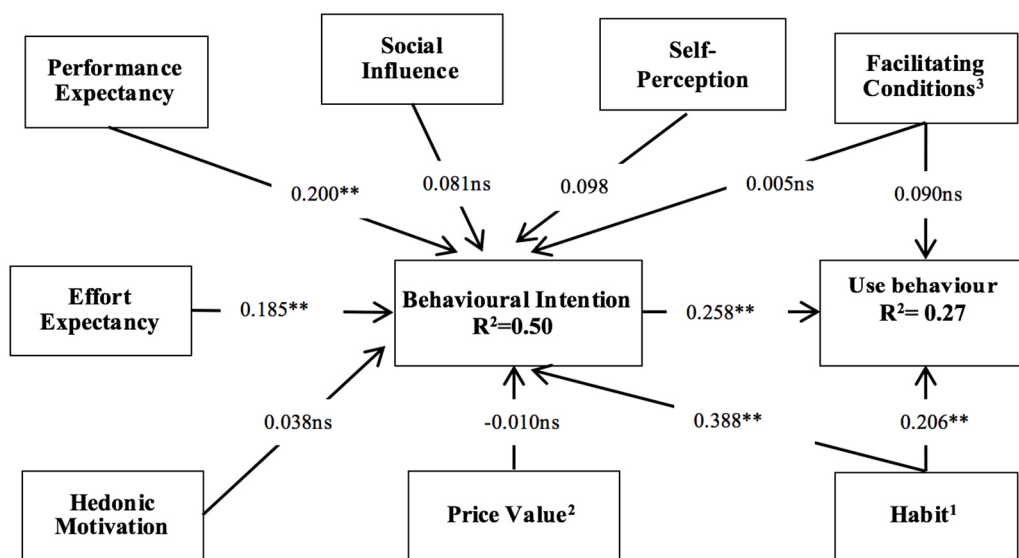 Performance
Expectancy
Social
Influence
Self-
Perception
Facilitating
Conditions³
0.200**
0.081ns
0.098
0.005ns
0.090ns
Effort
Expectancy
0.185**
Behavioural Intention
R²=0.50
0.258**
Use behaviour
R²= 0.27
0.038ns
-0.010ns
0.388**
0.206**
Hedonic
Motivation
Price Value²
Habit¹